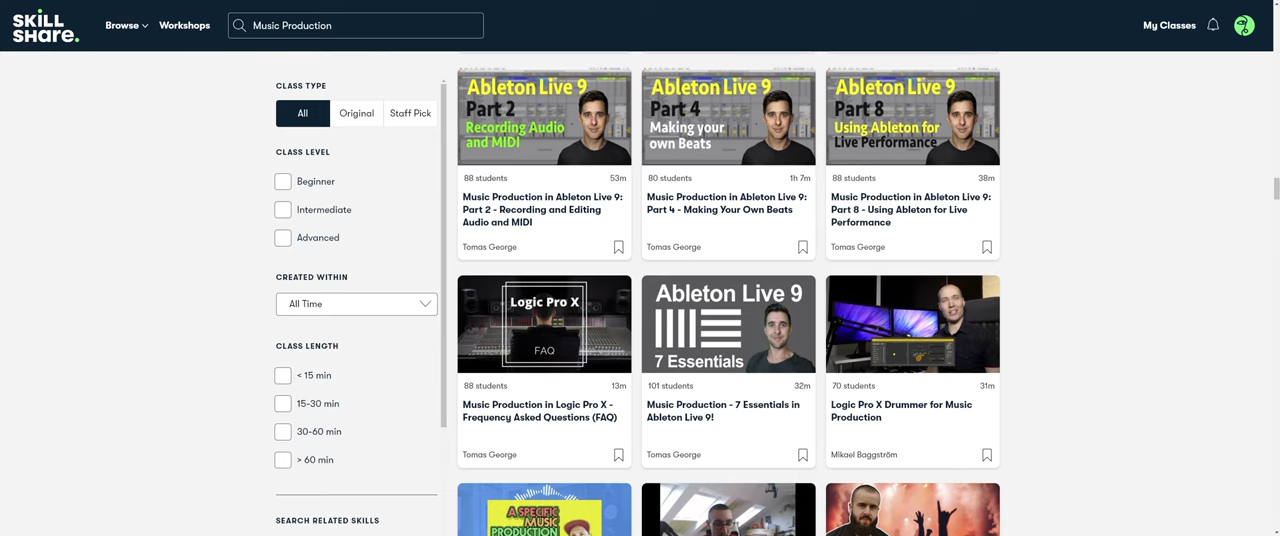 SKILL
SHARE.
Browse
Workshops
Music Production
My Classes
CLASS TYPE
All
Original
Staff Pick
CLASS LEVEL
Beginner
Intermediate
Advanced
CREATED WITHIN
All Time
CLASS LENGTH
< 15 min
15-30 min
30-60 min
> 60 min
SEARCH RELATED SKILLS
Ableton Live 9
Part 2
Recording Audio
and MIDI
88 students
53m
Music Production in Ableton Live 9:
Part 2 - Recording and Editing
Audio and MIDI
Tomas George
Ableton Live 9
Part 4
Making your
own Beats
80 students
1h 7m
Music Production in Ableton Live 9:
Part 4 - Making Your Own Beats
Tomas George
Ableton Live 9
Part 8
Using Ableton for
Live Performance
88 students
38m
Music Production in Ableton Live 9:
Part 8 - Using Ableton for Live
Performance
Tomas George
Logic Pro X
FAQ
88 students
13m
Music Production in Logic Pro X -
Frequency Asked Questions (FAQ)
Tomas George
Ableton Live 9
7 Essentials
101 students
32m
Music Production - 7 Essentials in
Ableton Live 9!
Tomas George
70 students
31m
Logic Pro X Drummer for Music
Production
Mikael Baggström
A SPECIFIC
MUSIC
PRODUCTION